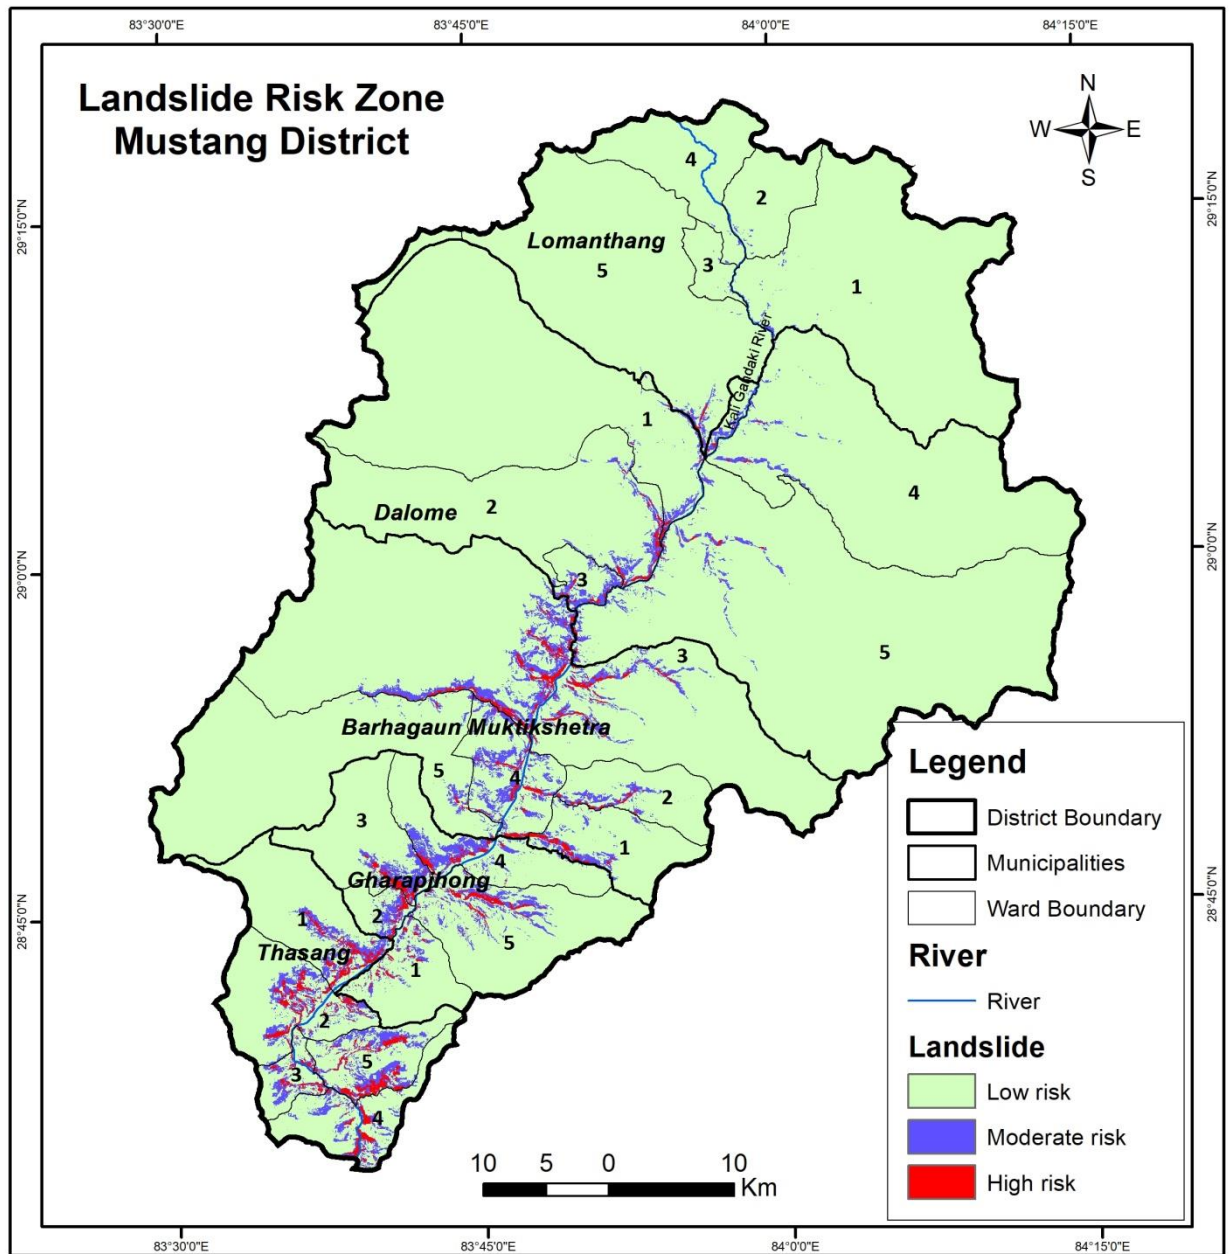 83°30'0"E 83°45'0"E 84°0'0"E 84°15'0"E
Landslide Risk Zone
Mustang District
N
W E
S
29°15'0"N 29°15'0"N
4
2
Lomanthang
3
5
1
Kali Gandaki River
1
4
2
Dalome
29°0'0"N 29°0'0"N
3
3
5
Barhagaun Muktikshetra
5
4
2
3
1
4
Gharapjhong
28°45'0"N 28°45'0"N
2
1
5
Thasang
1
2
5
3
4
Legend
District Boundary
Municipalities
Ward Boundary
River
River
Landslide
Low risk
Moderate risk
High risk
10 5 0 10
Km
83°30'0"E 83°45'0"E 84°0'0"E 84°15'0"E